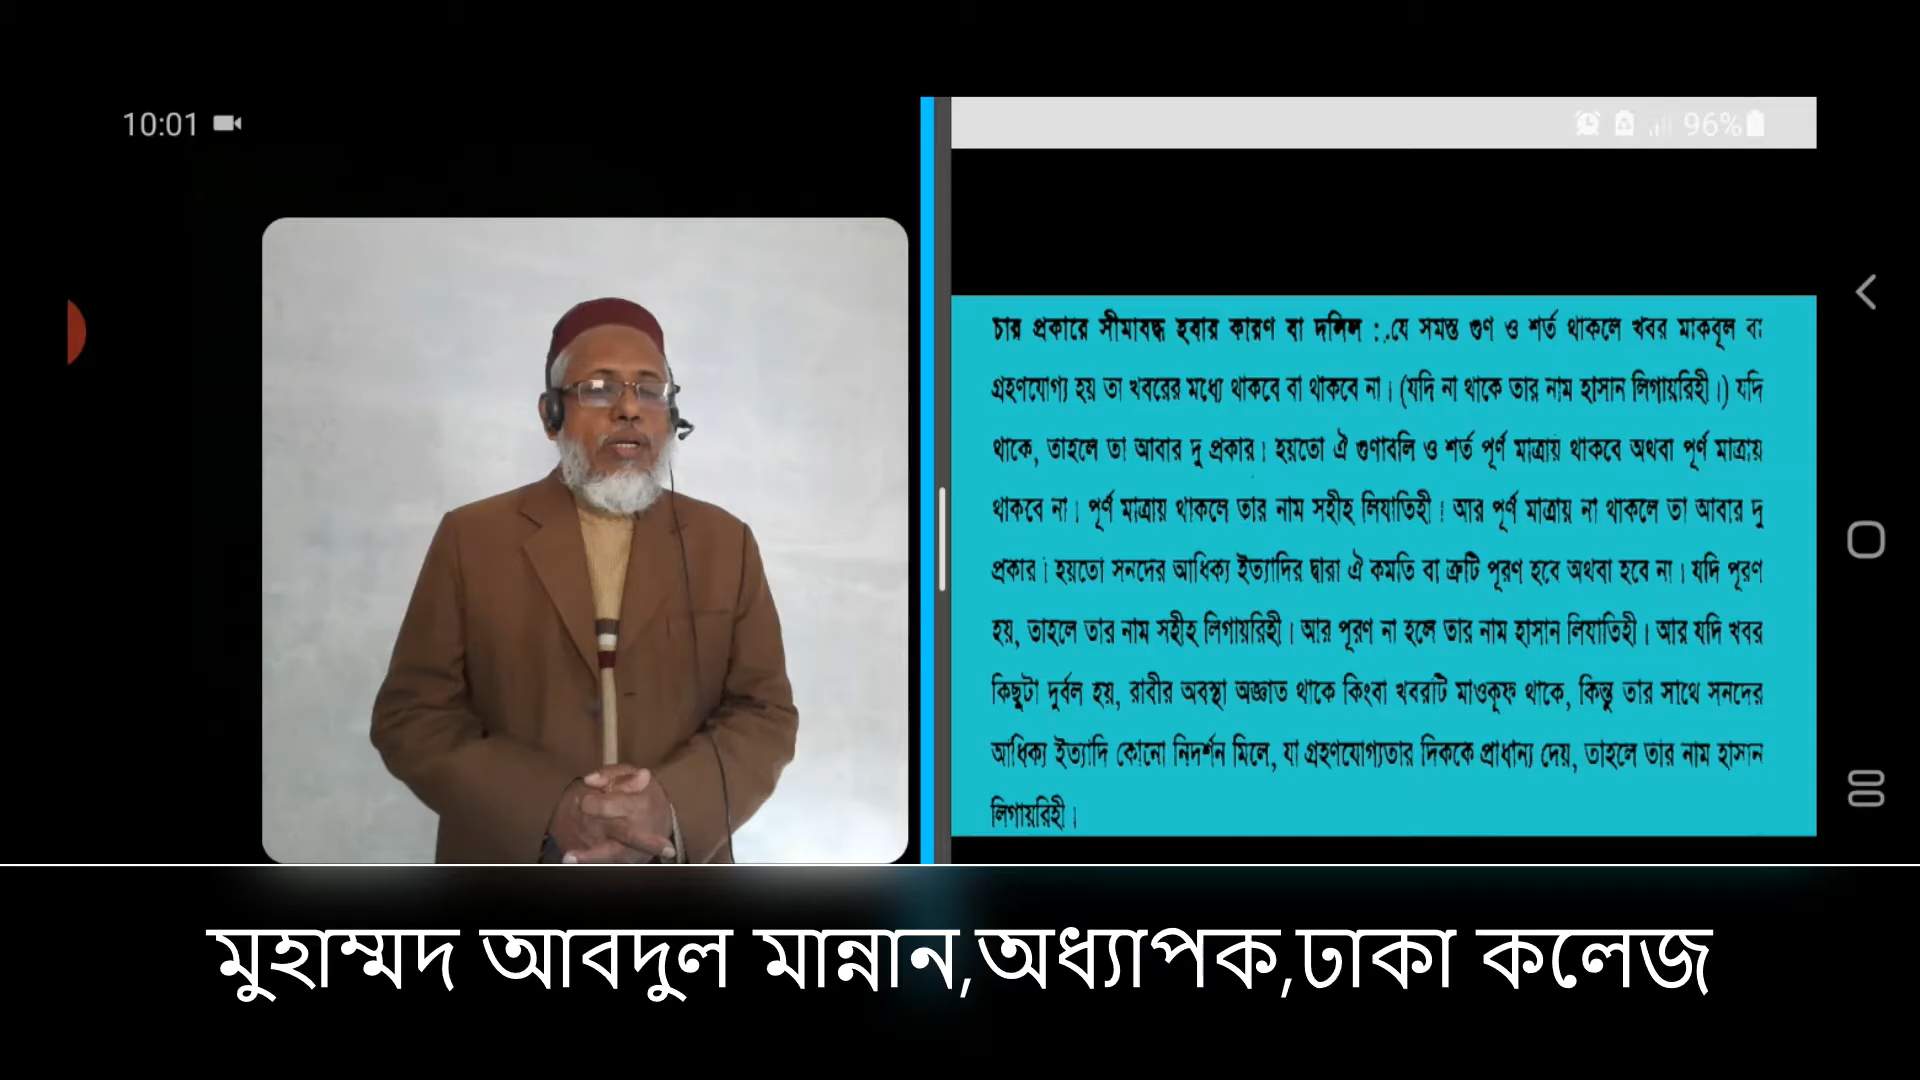 10:01
96%
চার প্রকারে সীমাবদ্ধ হবার কারণ বা দলিল : যে সমস্ত গুণ ও শর্ত থাকলে খবর মাকবূল বা
গ্রহণযোগ্য হয় তা খবরের মধ্যে থাকবে বা থাকবে না। (যদি না থাকে তার নাম হাসান লিগায়রিহী।) যদি
থাকে, তাহলে তা আবার দু প্রকার। হয়তো ঐ গুণাবলি ও শর্ত পূর্ণ মাত্রায় থাকবে অথবা পূর্ণ মাত্রায়
থাকবে না। পূর্ণ মাত্রায় থাকলে তার নাম সহীহ লিযাতিহী। আর পূর্ণ মাত্রায় না থাকলে তা আবার দু
প্রকার। হয়তো সনদের আধিক্য ইত্যাদির দ্বারা ঐ কমতি বা ত্রুটি পূরণ হবে অথবা হবে না। যদি পূরণ
হয়, তাহলে তার নাম সহীহ লিগায়রিহী। আর পূরণ না হলে তার নাম হাসান লিযাতিহী। আর যদি খবর
কিছুটা দুর্বল হয়, রাবীর অবস্থা অজ্ঞাত থাকে কিংবা খবরটি মাওকূফ থাকে, কিন্তু তার সাথে সনদের
আধিক্য ইত্যাদি কোনো নিদর্শন মিলে, যা গ্রহণযোগ্যতার দিককে প্রাধান্য দেয়, তাহলে তার নাম হাসান
লিগায়রিহী।
মুহাম্মদ আবদুল মান্নান,অধ্যাপক,ঢাকা কলেজ